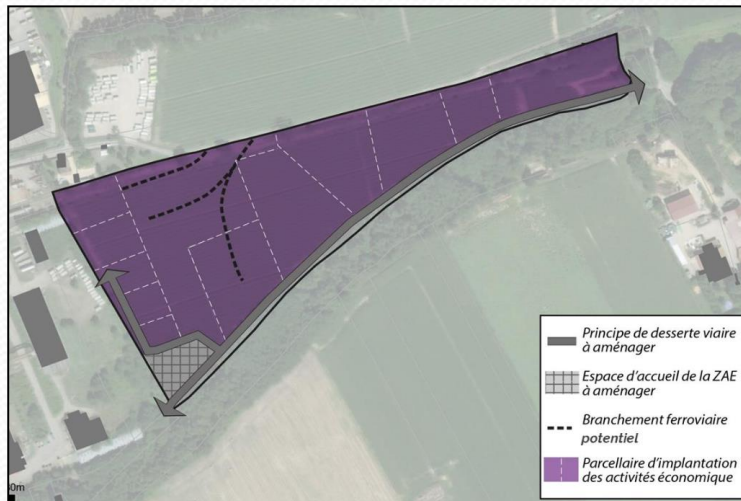 Principe de desserte viaire
à aménager
Espace d'accueil de la ZAE
à aménager
Branchement ferroviaire
potentiel
Parcellaire d'implantation
des activités économique
0m